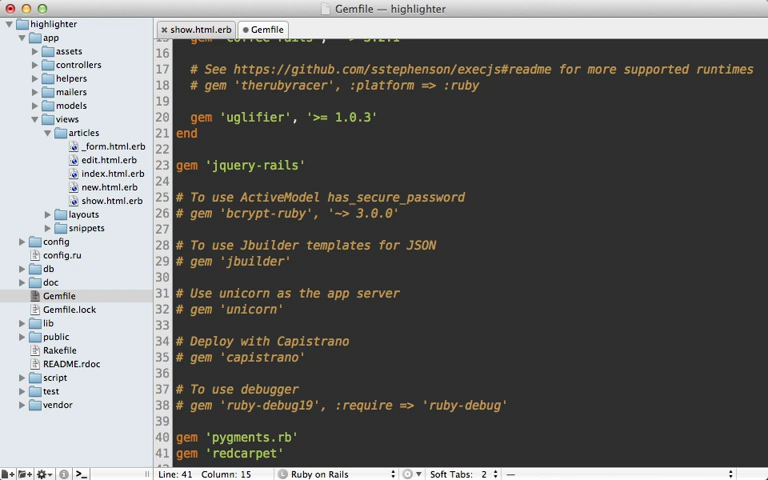 Gemfile — highlighter
highlighter
app
assets
controllers
helpers
mailers
models
views
articles
_form.html.erb
edit.html.erb
index.html.erb
new.html.erb
show.html.erb
layouts
snippets
config
config.ru
db
doc
Gemfile
Gemfile.lock
lib
public
Rakefile
README.rdoc
script
test
vendor
show.html.erb
Gemfile
15 gem 'coffee-rails', '~> 3.2.1'
16
17 # See https://github.com/sstephenson/execjs#readme for more supported runtimes
18 # gem 'therubyracer', :platform => :ruby
19
20 gem 'uglifier', '>= 1.0.3'
21 end
22
23 gem 'jquery-rails'
24
25 # To use ActiveModel has_secure_password
26 # gem 'bcrypt-ruby', '~> 3.0.0'
27
28 # To use Jbuilder templates for JSON
29 # gem 'jbuilder'
30
31 # Use unicorn as the app server
32 # gem 'unicorn'
33
34 # Deploy with Capistrano
35 # gem 'capistrano'
36
37 # To use debugger
38 # gem 'ruby-debug19', :require => 'ruby-debug'
39
40 gem 'pygments.rb'
41 gem 'redcarpet'
Line: 41 Column: 15 Ruby on Rails Soft Tabs: 2 —